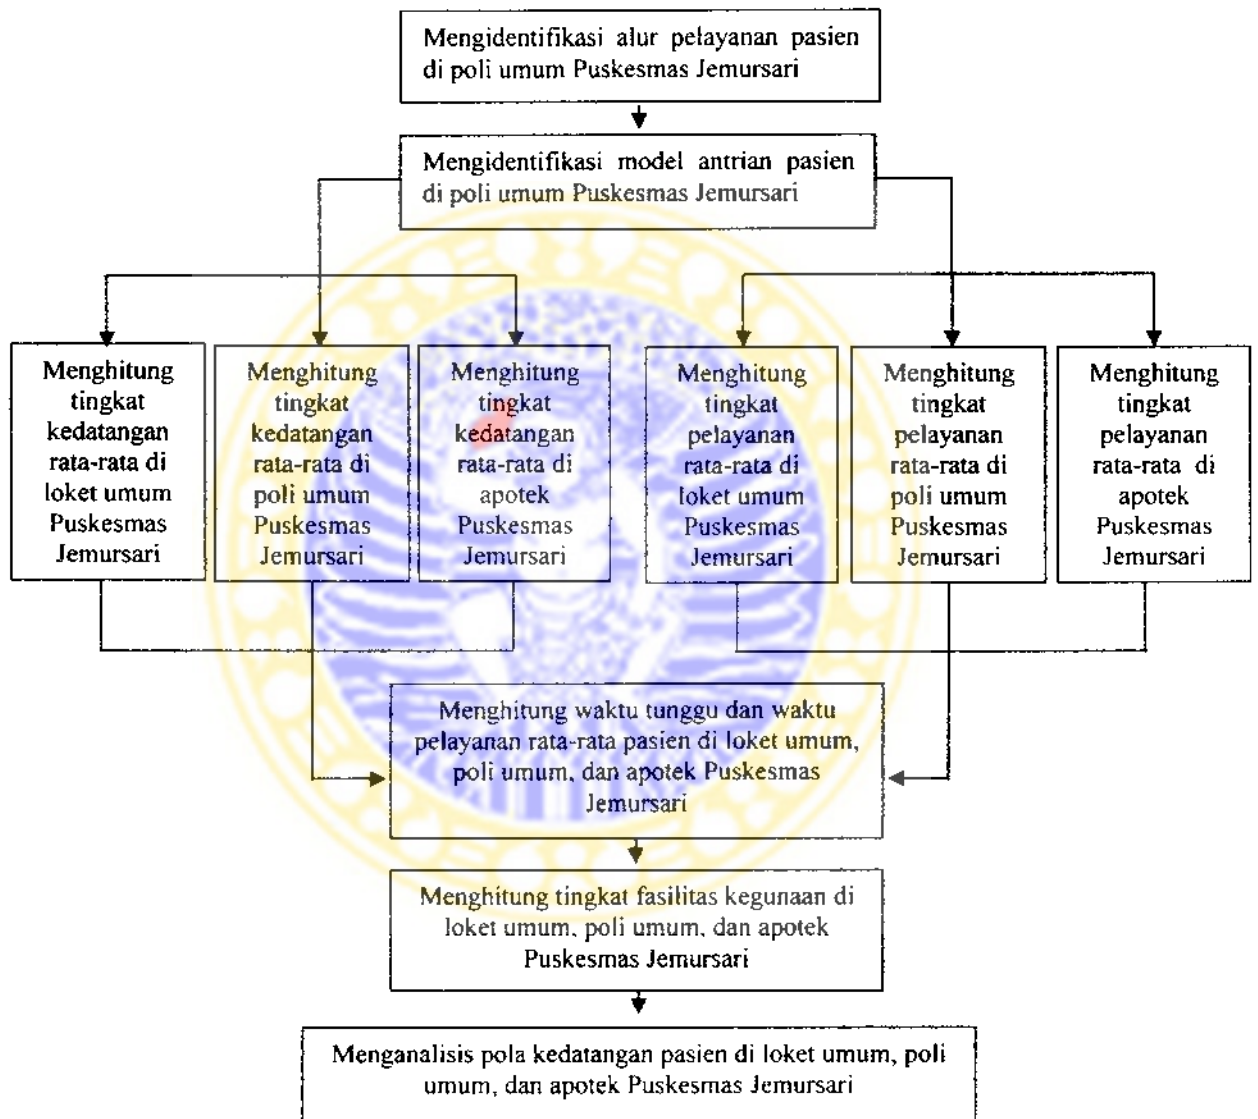 Mengidentifikasi alur pelayanan pasien
di poli umum Puskesmas Jemursari
Mengidentifikasi model antrian pasien
di poli umum Puskesmas Jemursari
Menghitung
tingkat
kedatangan
rata-rata di
loket umum
Puskesmas
Jemursari
Menghitung
tingkat
kedatangan
rata-rata di
poli umum
Puskesmas
Jemursari
Menghitung
tingkat
kedatangan
rata-rata di
apotek
Puskesmas
Jemursari
Menghitung
tingkat
pelayanan
rata-rata di
loket umum
Puskesmas
Jemursari
Menghitung
tingkat
pelayanan
rata-rata di
poli umum
Puskesmas
Jemursari
Menghitung
tingkat
pelayanan
rata-rata di
apotek
Puskesmas
Jemursari
Menghitung waktu tunggu dan waktu
pelayanan rata-rata pasien di loket umum,
poli umum, dan apotek Puskesmas
Jemursari
Menghitung tingkat fasilitas kegunaan di
loket umum, poli umum, dan apotek
Puskesmas Jemursari
Menganalisis pola kedatangan pasien di loket umum, poli
umum, dan apotek Puskesmas Jemursari